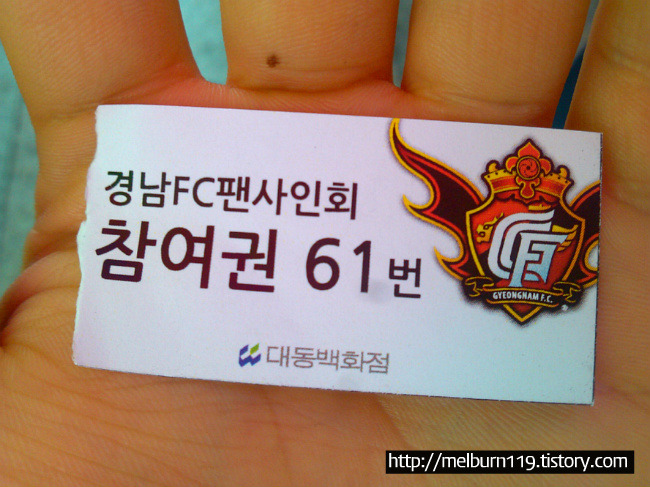 경남FC팬사인회
참여권 61번
GYEONGNAM F.C.
대동백화점
http://melburn119.tistory.com